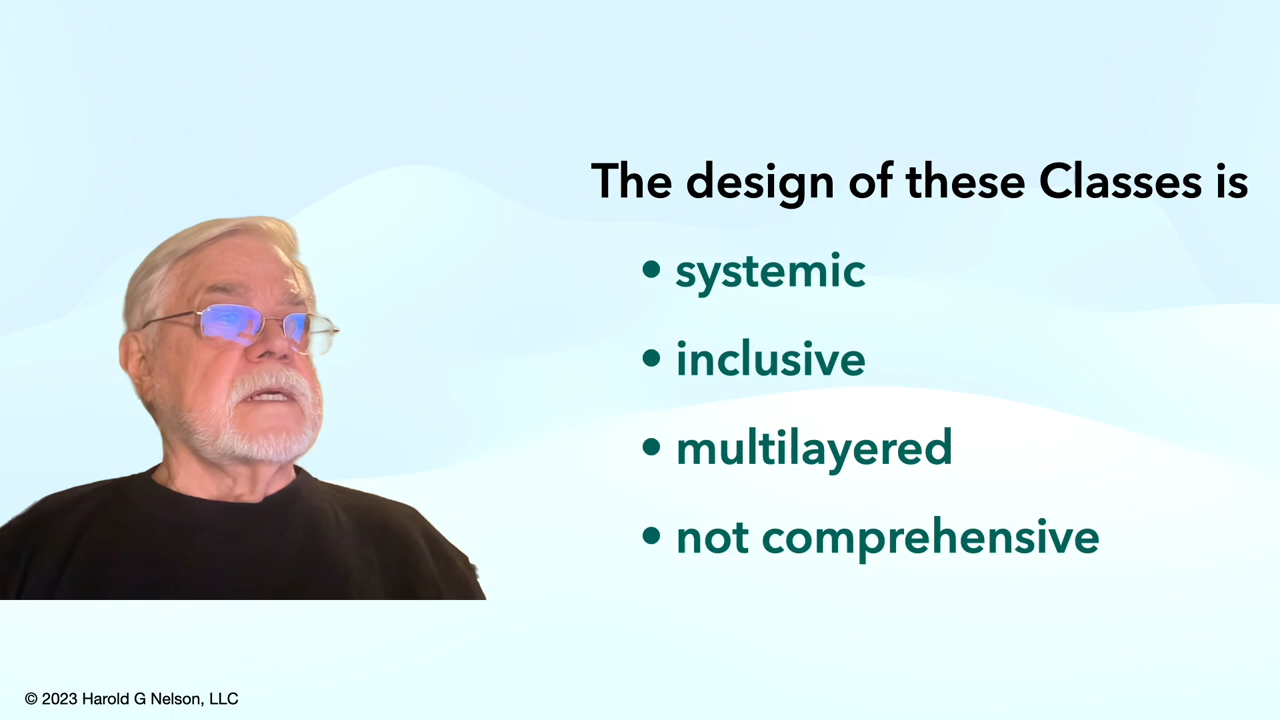 The design of these Classes is
• systemic
• inclusive
• multilayered
• not comprehensive
© 2023 Harold G Nelson, LLC